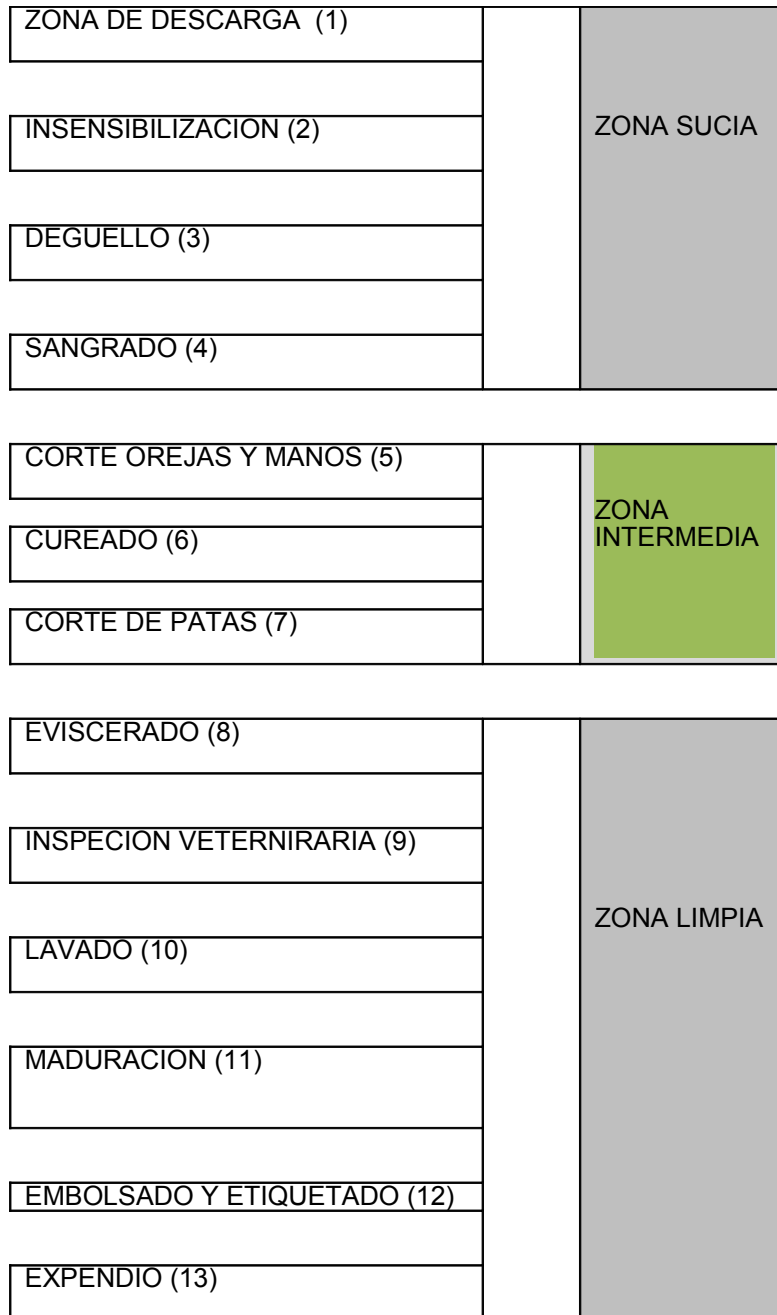 ZONA DE DESCARGA (1)
INSENSIBILIZACION (2)
ZONA SUCIA
DEGUELLO (3)
SANGRADO (4)
CORTE OREJAS Y MANOS (5)
ZONA
INTERMEDIA
CUREADO (6)
CORTE DE PATAS (7)
EVISCERADO (8)
INSPECION VETERNIRARIA (9)
ZONA LIMPIA
LAVADO (10)
MADURACION (11)
EMBOLSADO Y ETIQUETADO (12)
EXPENDIO (13)